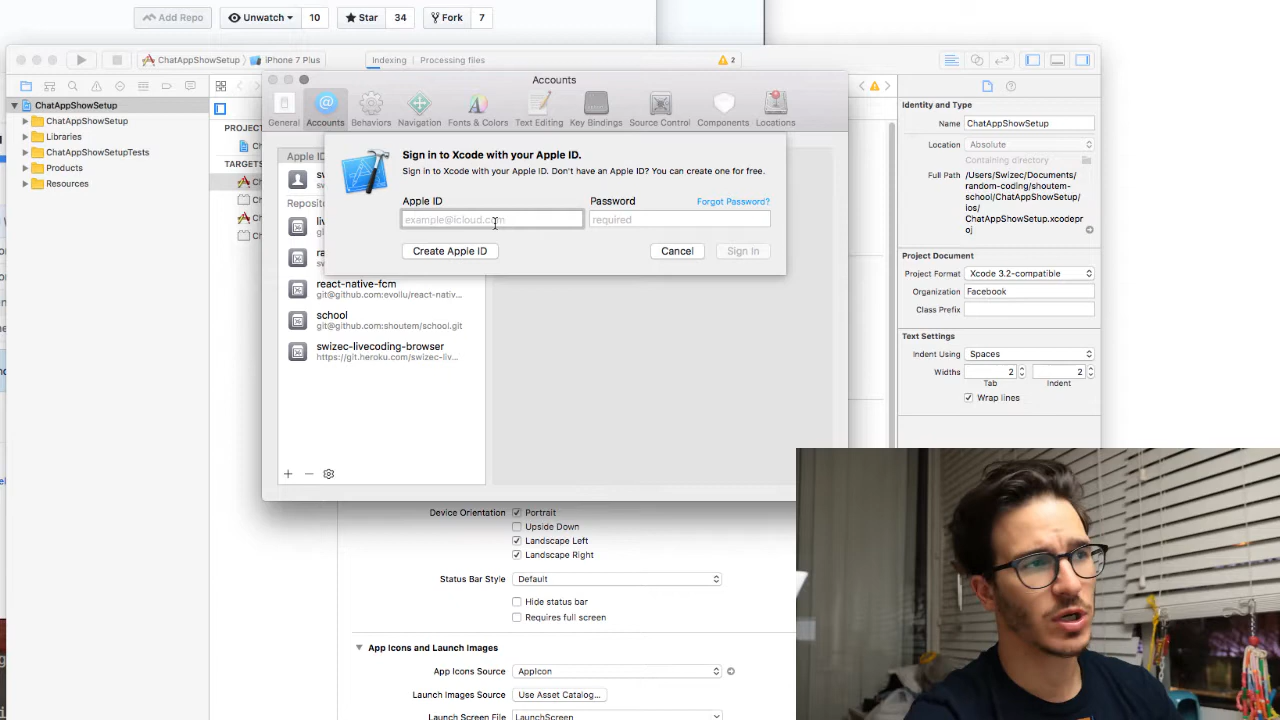 Add Repo
Unwatch 10
Star 34
Fork 7
ChatAppShowSetup
iPhone 7 Plus
Indexing
Processing files
2
Accounts
General
Accounts
Behaviors
Navigation
Fonts & Colors
Text Editing
Key Bindings
Source Control
Components
Locations
ChatAppShowSetup
ChatAppShowSetup
Libraries
ChatAppShowSetupTests
Products
Resources
Sign in to Xcode with your Apple ID.
Sign in to Xcode with your Apple ID. Don't have an Apple ID? You can create one for free.
Apple ID
Password
Forgot Password?
example@icloud.com
required
Create Apple ID
Cancel
Sign In
react-native-fcm
git@github.com:evollu/react-nativ...
school
git@github.com:shoutem/school.git
swizec-livecoding-browser
https://git.heroku.com/swizec-liv...
Device Orientation
Portrait
Upside Down
Landscape Left
Landscape Right
Status Bar Style
Default
Hide status bar
Requires full screen
App Icons and Launch Images
App Icons Source
AppIcon
Launch Images Source
Use Asset Catalog...
Launch Screen File
LaunchScreen
Identity and Type
Name
ChatAppShowSetup
Location
Absolute
Containing directory
Full Path
/Users/Swizec/Documents/
random-coding/shoutem-
school/ChatAppShowSetup/
ios/
ChatAppShowSetup.xcodepro
j
Project Document
Project Format
Xcode 3.2-compatible
Organization
Facebook
Class Prefix
Text Settings
Indent Using
Spaces
Widths
2
2
Tab
Indent
Wrap lines